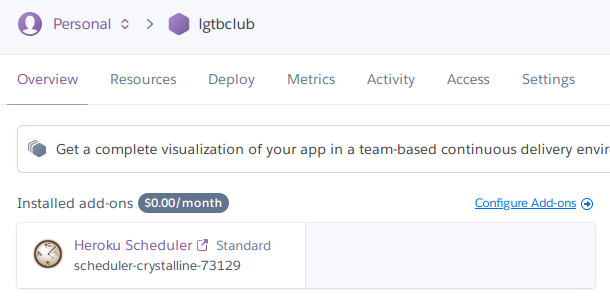 Personal lgtbclub
Overview Resources Deploy Metrics Activity Access Settings
Get a complete visualization of your app in a team-based continuous delivery
Installed add-ons $0.00/month Configure Add-ons
Heroku Scheduler Standard
scheduler-crystalline-73129